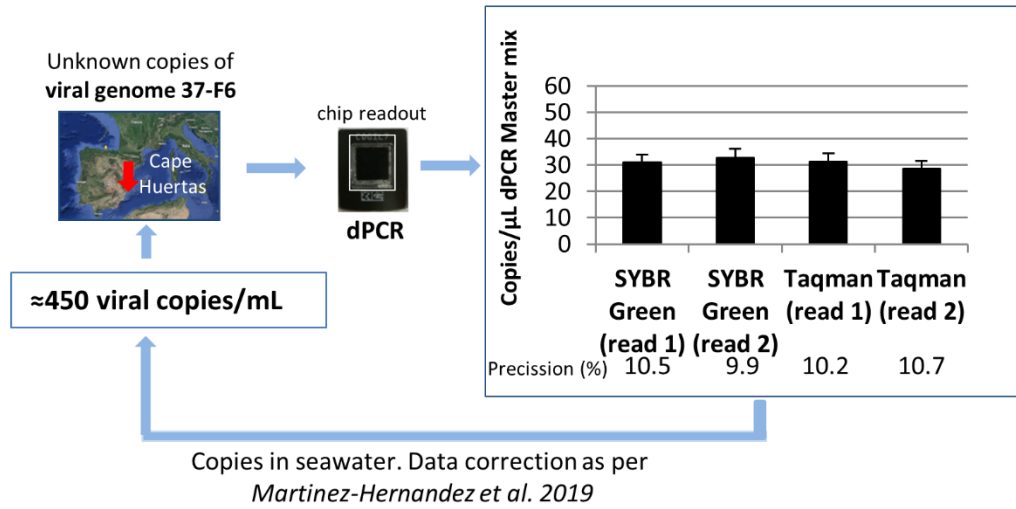 Unknown copies of
viral genome 37-F6
Cape
Huertas
chip readout
dPCR
≈450 viral copies/mL
Copies/µL dPCR Master mix
60
50
40
30
20
10
0
SYBR Green (read 1)
SYBR Green (read 2)
Taqman (read 1)
Taqman (read 2)
Precission (%) 10.5 9.9 10.2 10.7
Copies in seawater. Data correction as per
Martinez-Hernandez et al. 2019